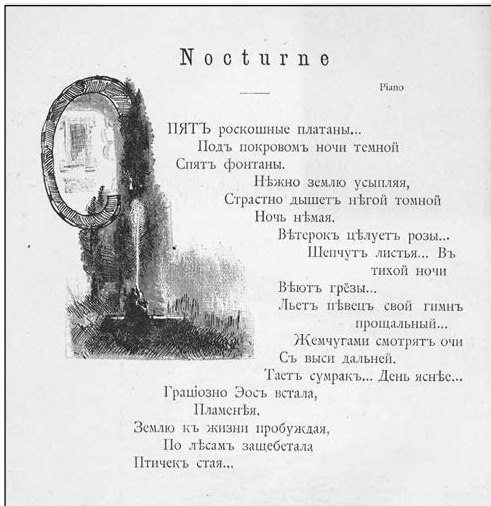 Nocturne
Piano
ПЯТЪ роскошные платаны...
Подъ покровомъ ночи темной
Спятъ фонтаны.
Нѣжно землю усыпляя,
Страстно дышетъ нѣгой томной
Ночь нѣмая.
Вѣтерокъ цѣлуетъ розы...
Шепчутъ листья... Въ
тихой ночи
Вѣютъ грёзы...
Льетъ пѣвецъ свой гимнъ
прощальный...
Жемчугами смотрятъ очи
Съ выси дальней.
Таетъ сумракъ... День яснѣе...
Граціозно Эосъ встала,
Пламенѣя.
Землю къ жизни пробуждая,
По лѣсамъ защебетала
Птичекъ стая...